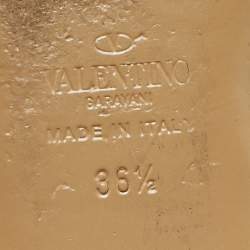 VALENTINO
GARAVANI
MADE IN ITALY
36½